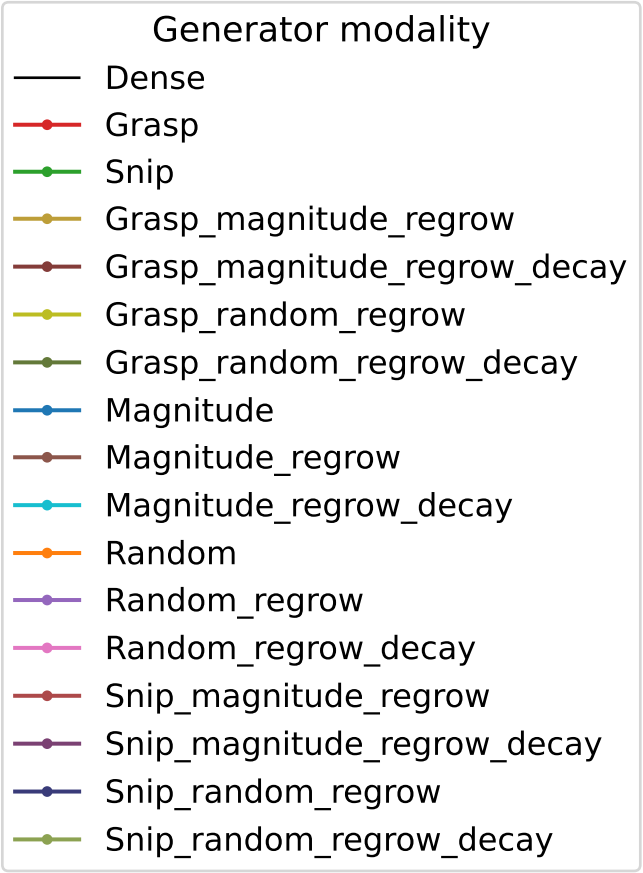 Generator modality
Dense
Grasp
Snip
Grasp_magnitude_regrow
Grasp_magnitude_regrow_decay
Grasp_random_regrow
Grasp_random_regrow_decay
Magnitude
Magnitude_regrow
Magnitude_regrow_decay
Random
Random_regrow
Random_regrow_decay
Snip_magnitude_regrow
Snip_magnitude_regrow_decay
Snip_random_regrow
Snip_random_regrow_decay